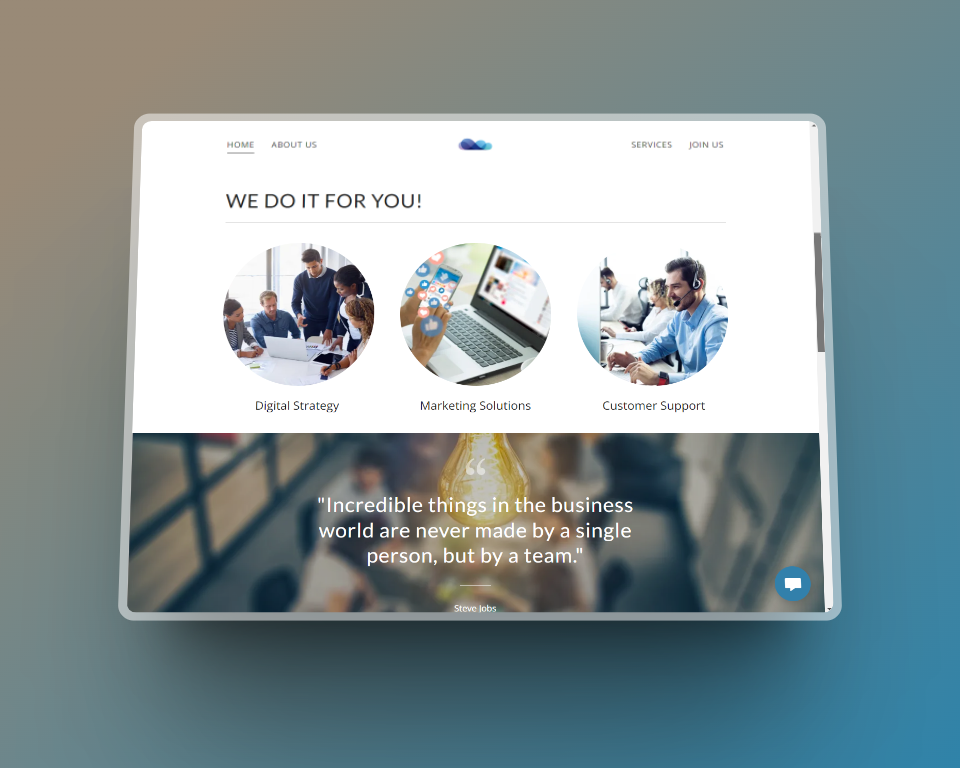 HOME ABOUT US SERVICES JOIN US
WE DO IT FOR YOU!
Digital Strategy Marketing Solutions Customer Support
“
"Incredible things in the business
world are never made by a single
person, but by a team."
Steve Jobs